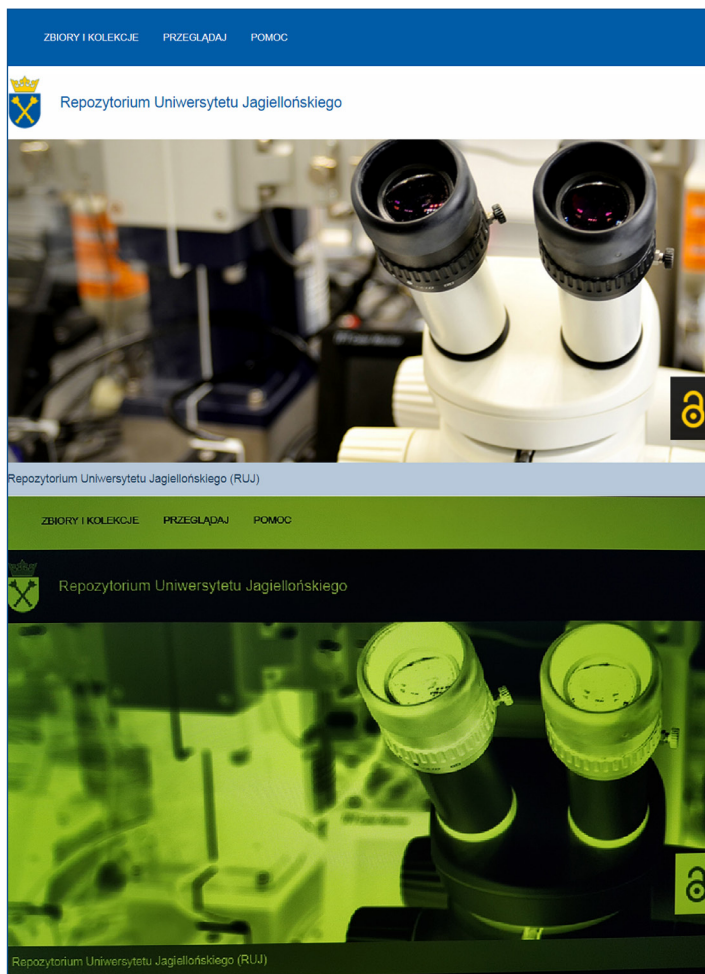 ZBIORY I KOLEKCJE PRZEGLĄDAJ POMOC
Repozytorium Uniwersytetu Jagiellońskiego
Repozytorium Uniwersytetu Jagiellońskiego (RUJ)
ZBIORY I KOLEKCJE PRZEGLĄDAJ POMOC
Repozytorium Uniwersytetu Jagiellońskiego
Repozytorium Uniwersytetu Jagiellońskiego (RUJ)